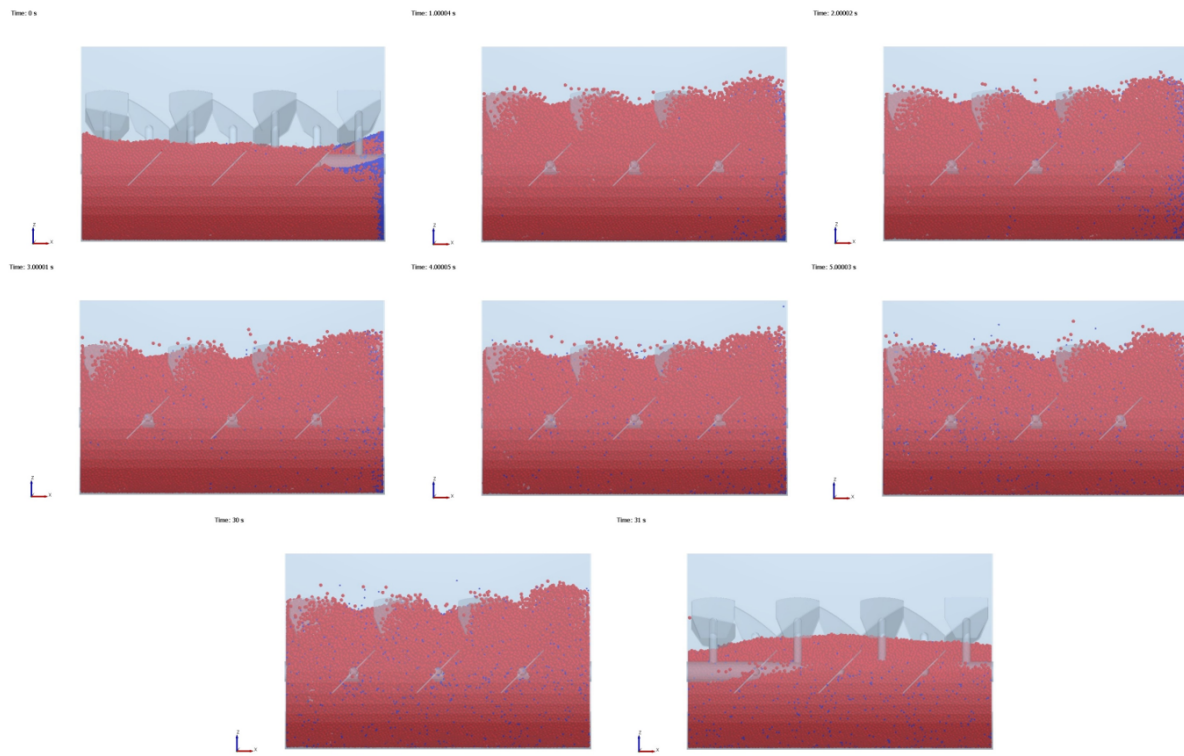 Time: 0 s
Time: 1.00004 s
Time: 2.00002 s
Z
X
Z
X
Z
X
Time: 3.00001 s
Time: 4.00005 s
Time: 5.00003 s
Z
X
Z
X
Z
X
Time: 30 s
Time: 31 s
Z
X
Z
X